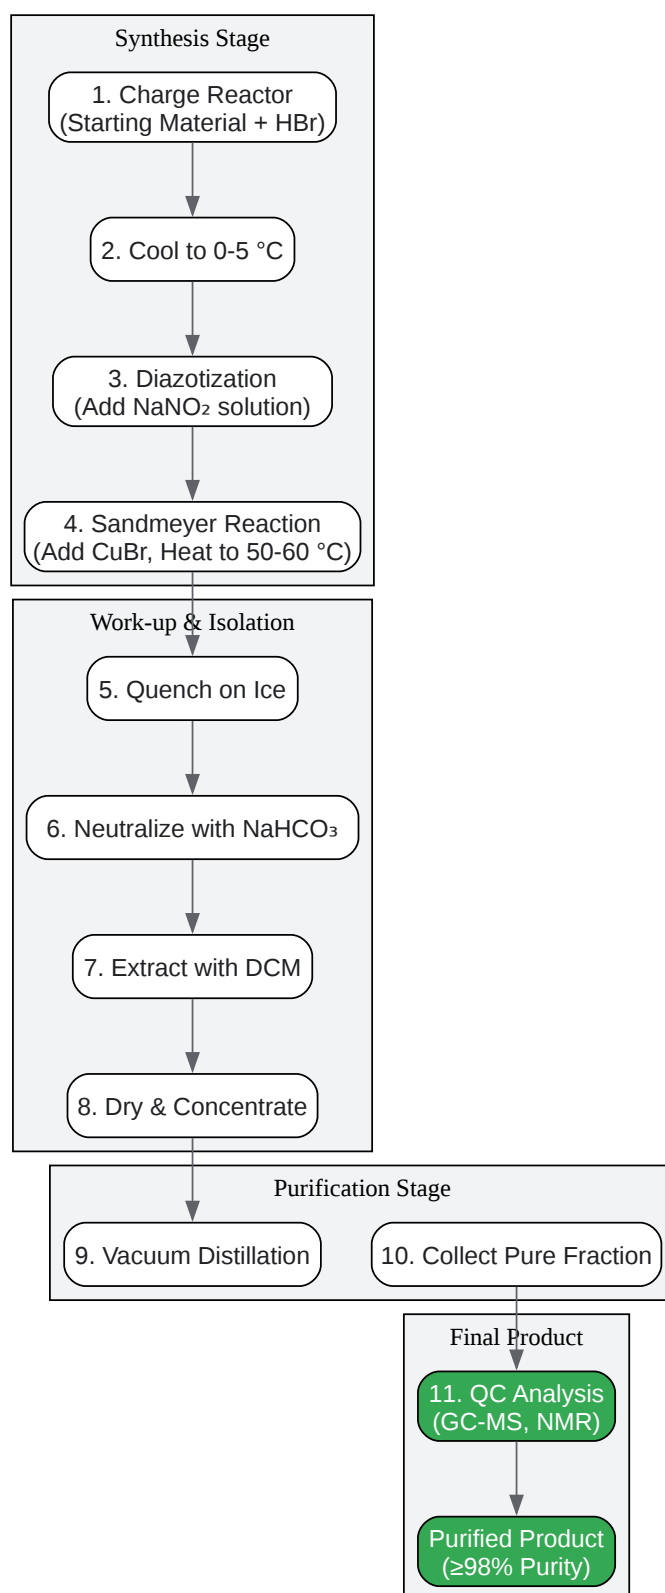 Synthesis Stage
1. Charge Reactor
(Starting Material + HBr)
2. Cool to 0-5 °C
3. Diazotization
(Add NaNO₂ solution)
4. Sandmeyer Reaction
(Add CuBr, Heat to 50-60 °C)
Work-up & Isolation
5. Quench on Ice
6. Neutralize with NaHCO₃
7. Extract with DCM
8. Dry & Concentrate
Purification Stage
9. Vacuum Distillation
10. Collect Pure Fraction
Final Product
11. QC Analysis
(GC-MS, NMR)
Purified Product
(≥98% Purity)